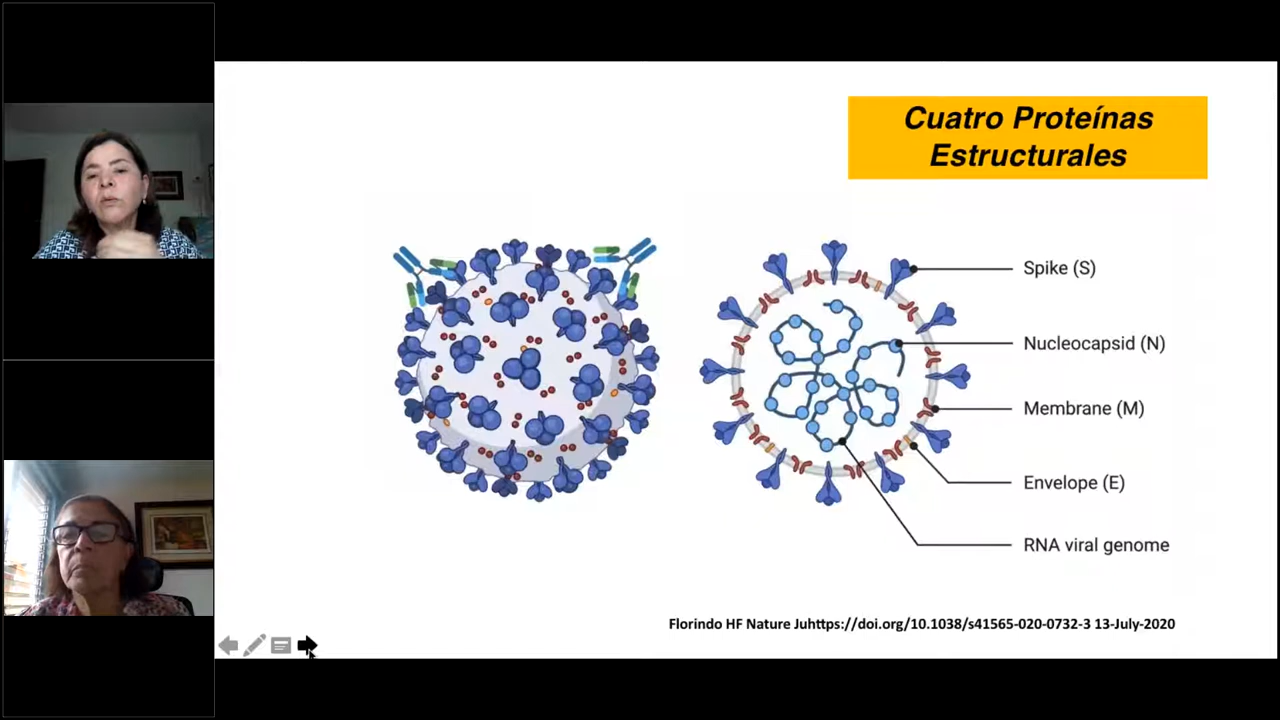 Cuatro Proteínas
Estructurales
Spike (S)
Nucleocapsid (N)
Membrane (M)
Envelope (E)
RNA viral genome
Florindo HF Nature Juhttps://doi.org/10.1038/s41565-020-0732-3 13-July-2020